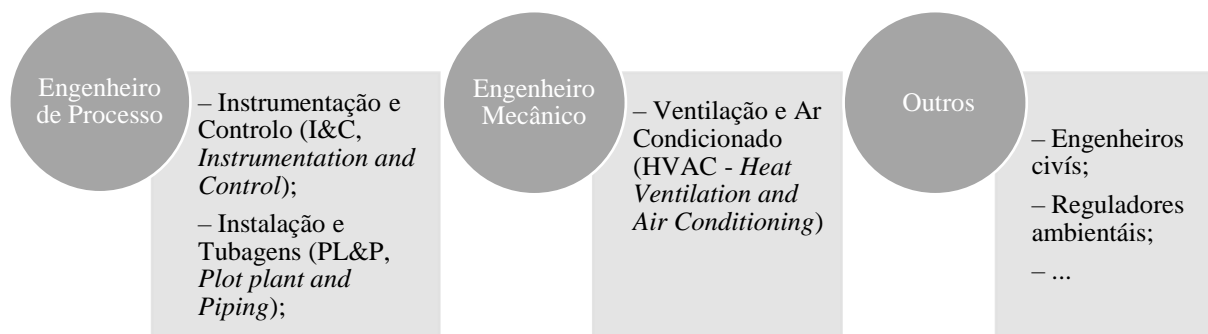 Engenheiro
de Processo
– Instrumentação e
Controlo (I&C,
Instrumentation and
Control);
– Instalação e
Tubagens (PL&P,
Plot plant and
Piping);
Engenheiro
Mecânico
– Ventilação e Ar
Condicionado
(HVAC - Heat
Ventilation and
Air Conditioning)
Outros
– Engenheiros
civís;
– Reguladores
ambientáis;
– ...